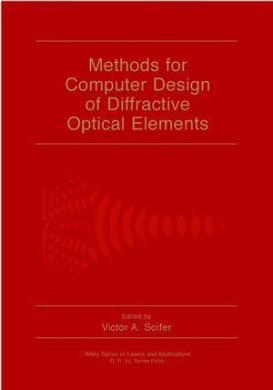 Methods for
Computer Design
of Diffractive
Optical Elements
Edited by
Victor A. Soifer
Wiley Series in Lasers and Applications
D. R. Vij, Series Editor